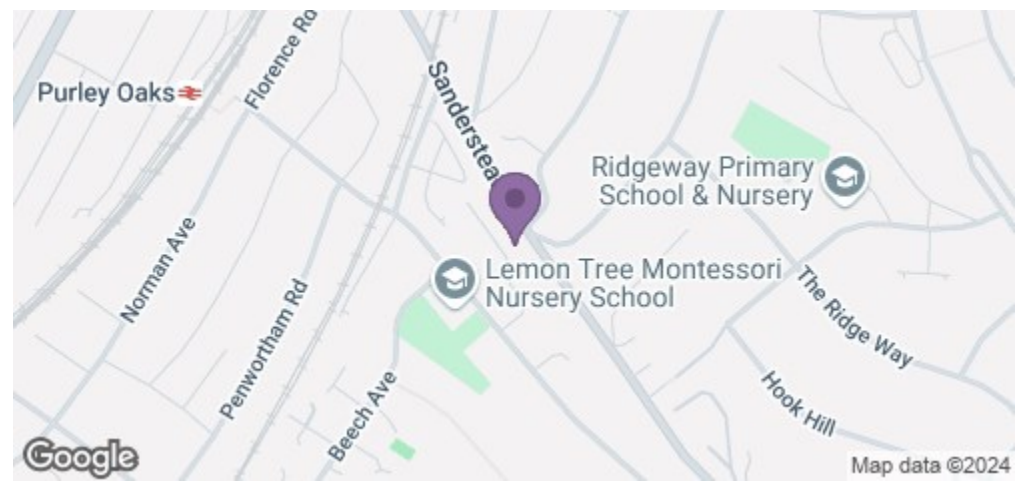 Purley Oaks
Florence Rd
Sanderstea
Ridgeway Primary
School & Nursery
Norman Ave
Penwortham Rd
Beech Ave
Lemon Tree Montessori
Nursery School
The Ridge Way
Hook Hill
Google
Map data ©2024